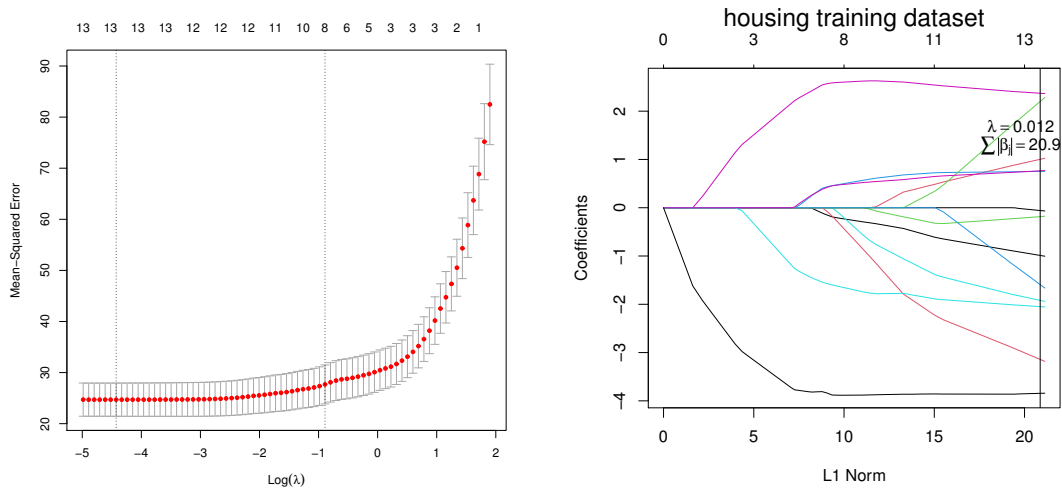 13 13 13 12 12 11 10 8 6 5 3 3 2 1
Mean−Squared Error
90
80
70
60
50
40
30
20
−5 −4 −3 −2 −1 0 1 2
Log(λ)
housing training dataset
0 3 8 11 13
Coefficients
2
1
0
-1
-2
-3
-4
λ = 0.012
∑|βj| = 20.9
0 5 10 15 20
L1 Norm